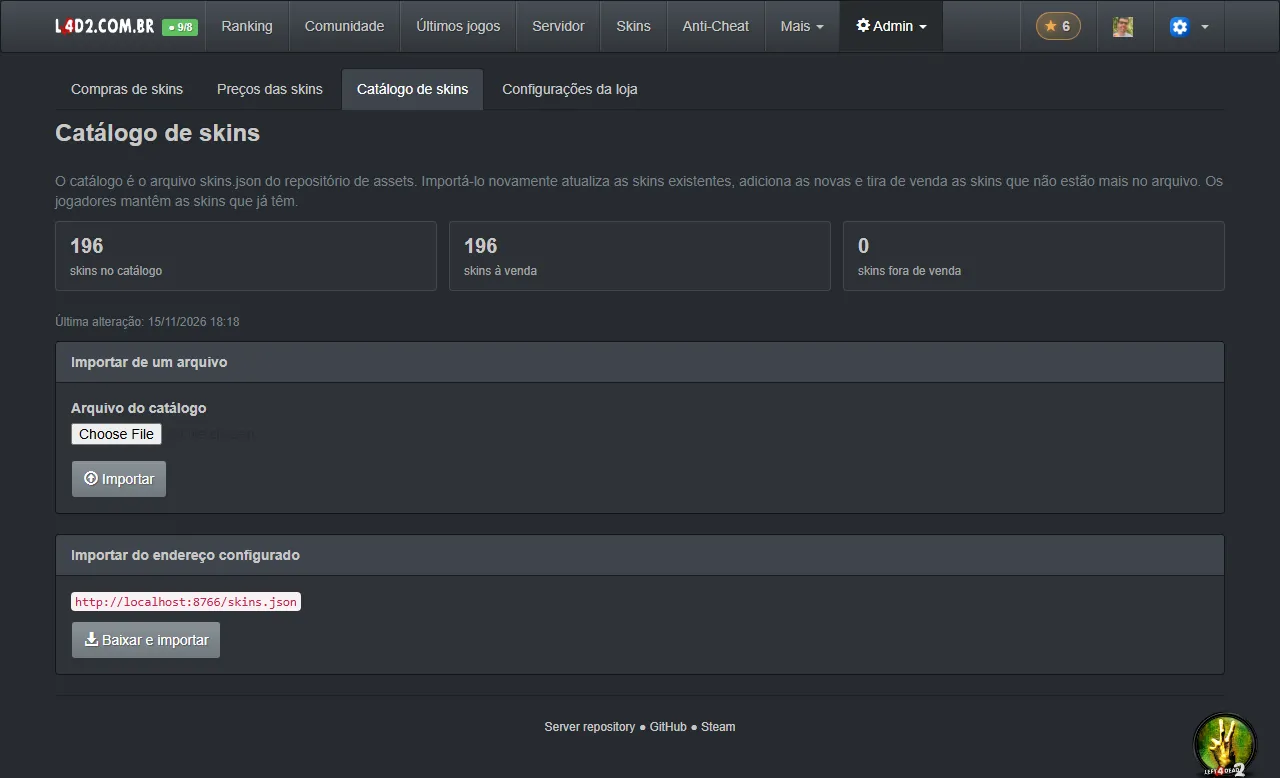 L4D2.COM.BR ● 9/8 Ranking Comunidade Últimos jogos Servidor Skins Anti-Cheat Mais Admin ★ 6
Compras de skins Preços das skins Catálogo de skins Configurações da loja
Catálogo de skins
O catálogo é o arquivo skins.json do repositório de assets. Importá-lo novamente atualiza as skins existentes, adiciona as novas e tira de venda as skins que não estão mais no arquivo. Os
jogadores mantêm as skins que já têm.
196 196 0
skins no catálogo skins à venda skins fora de venda
Última alteração: 15/11/2026 18:18
Importar de um arquivo
Arquivo do catálogo
Choose File
Importar
Importar do endereço configurado
http://localhost:8766/skins.json
Baixar e importar
Server repository ● GitHub ● Steam
LEFT 4 DEAD 2